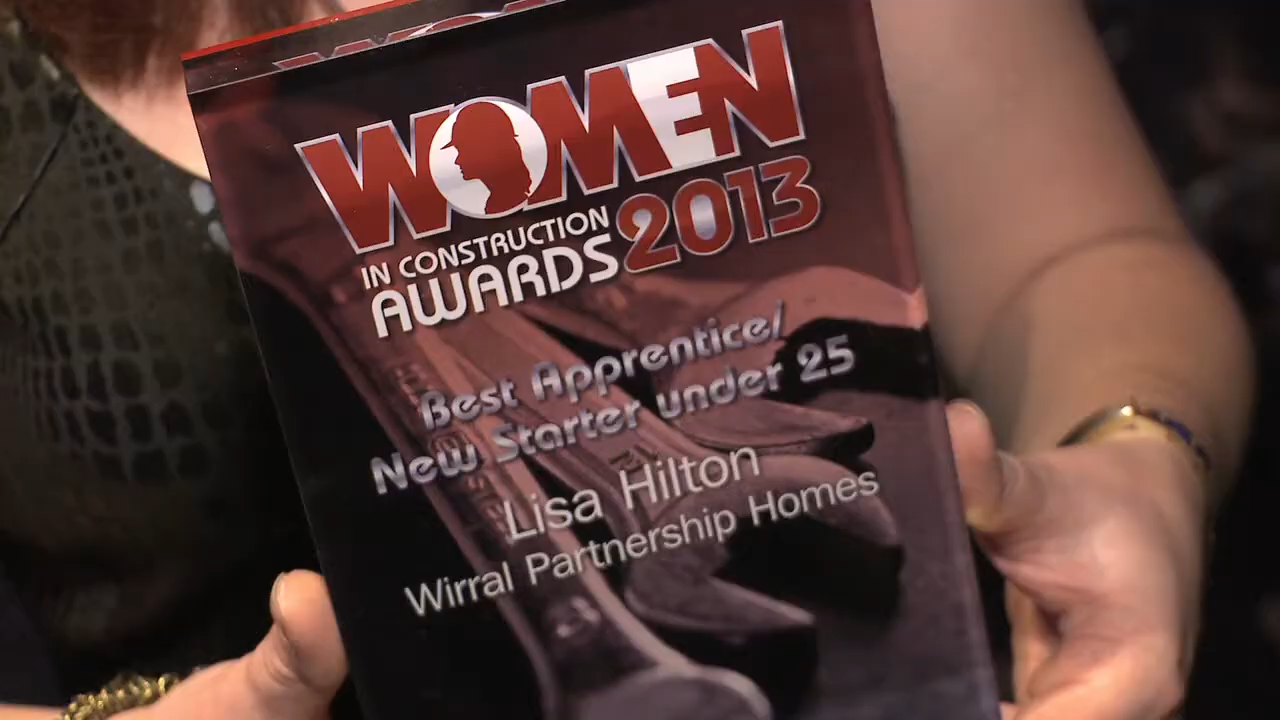 WOMEN
IN CONSTRUCTION
AWARDS 2013
Best Apprentice/
New Starter under 25
Lisa Hilton
Wirral Partnership Homes